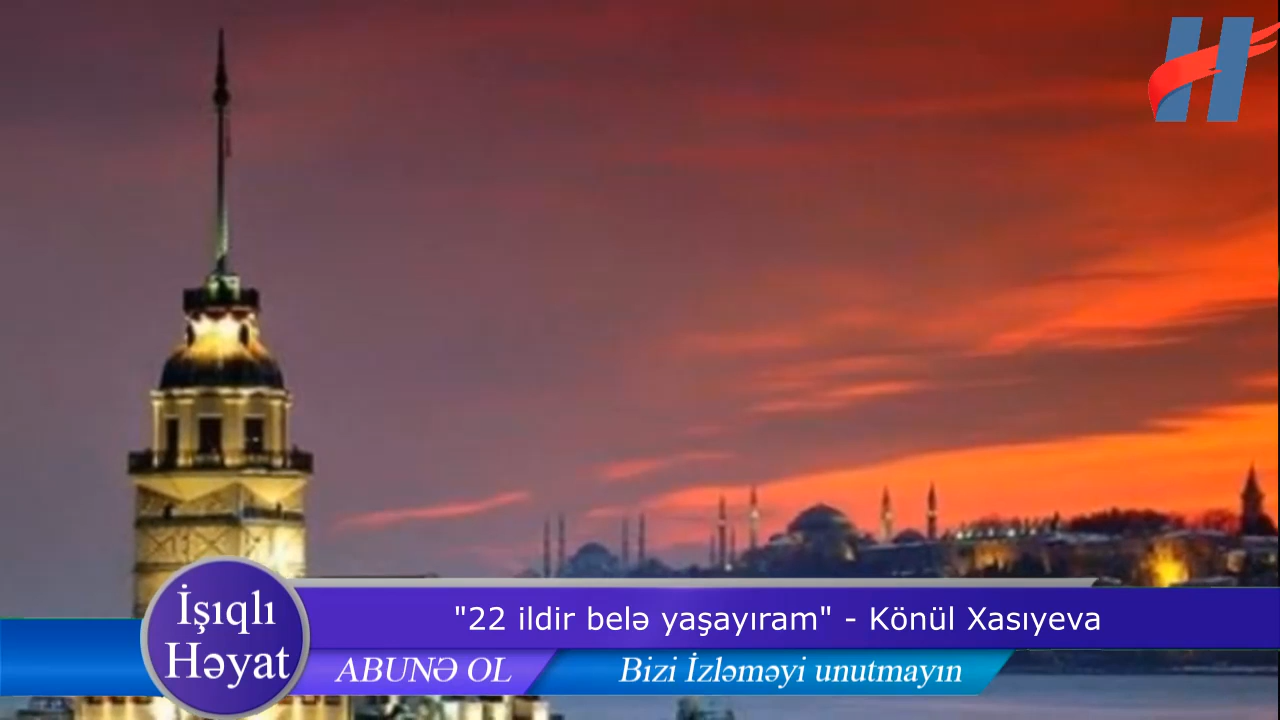 H
"22 ildir belə yaşayıram" - Könül Xasıyeva
İşıqlı
Həyat
ABUNƏ OL
Bizi İzləməyi unutmayın